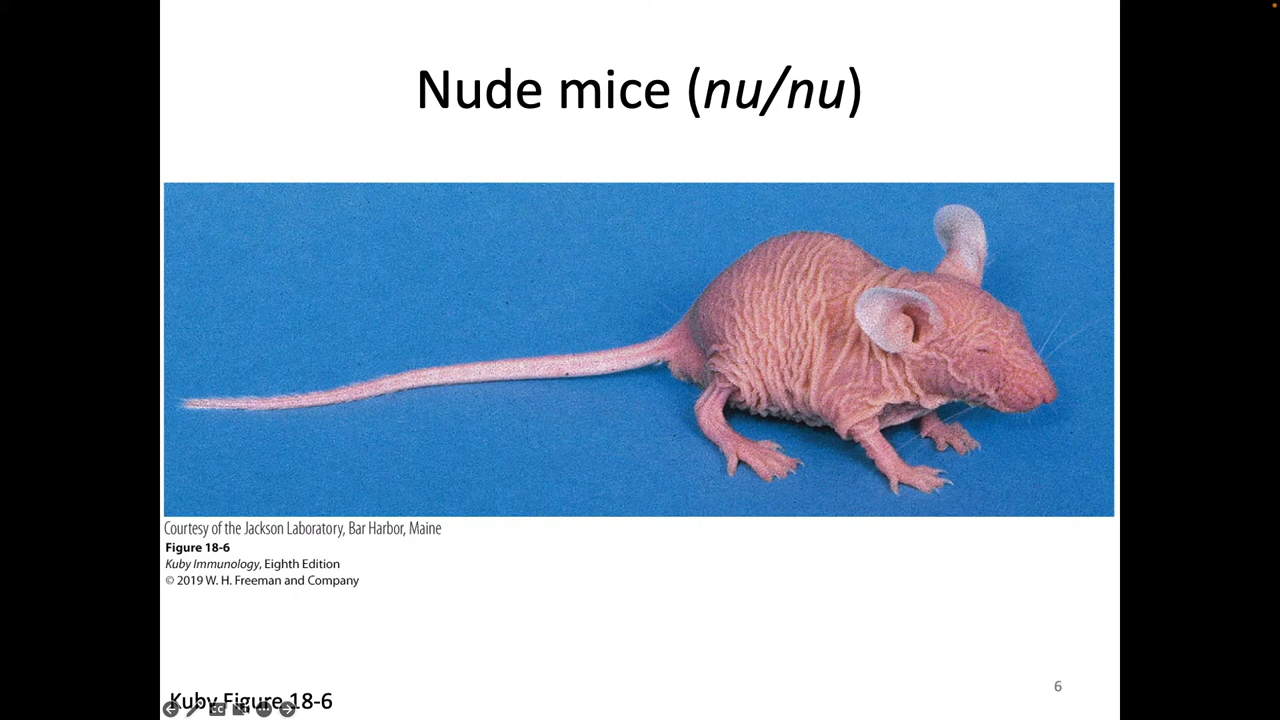 Nude mice (nu/nu)
Courtesy of the Jackson Laboratory, Bar Harbor, Maine
Figure 18-6
Kuby Immunology, Eighth Edition
© 2019 W. H. Freeman and Company
6
Kuby Figure 18-6
CC